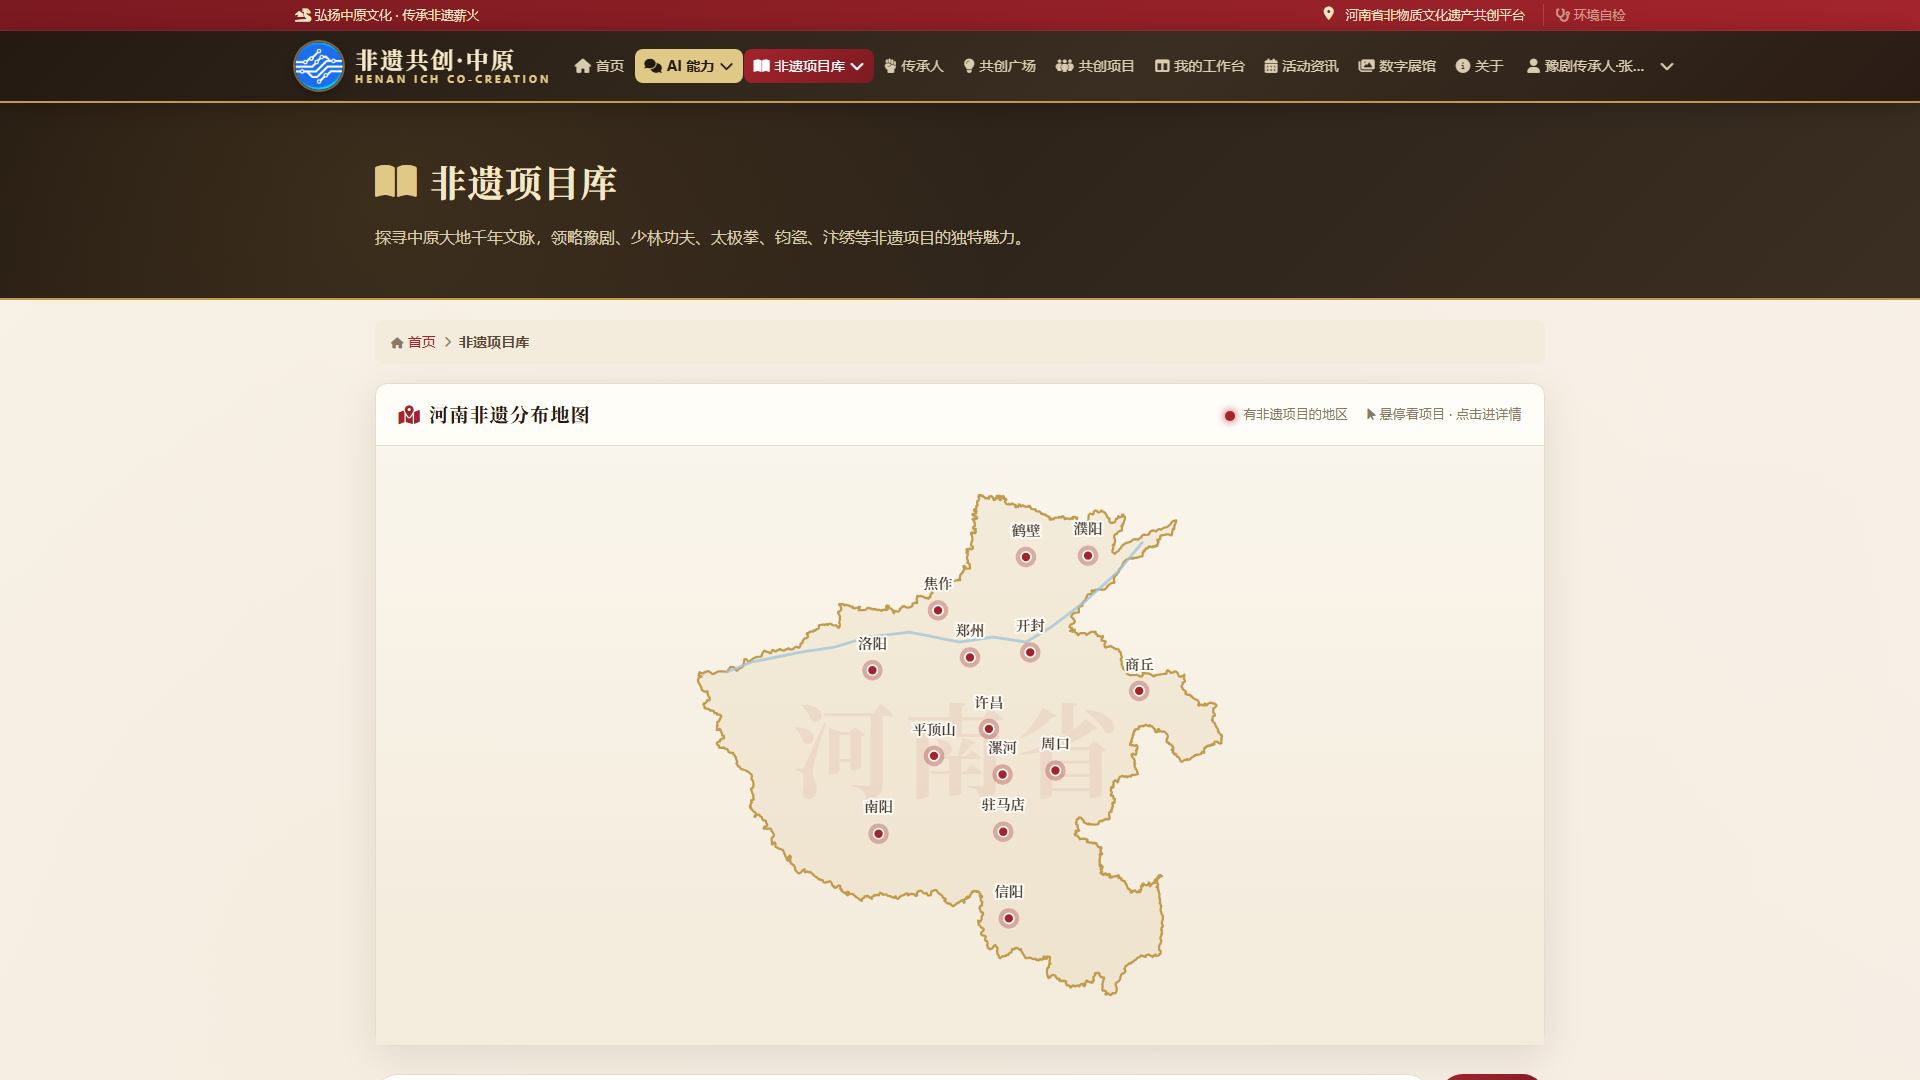 弘扬中原文化 · 传承非遗薪火
河南省非物质文化遗产共创平台
环境自检
非遗共创·中原
HENAN ICH CO-CREATION
首页
AI 能力
非遗项目库
传承人
共创广场
共创项目
我的工作台
活动资讯
数字展馆
关于
豫剧传承人·张...
非遗项目库
探寻中原大地千年文脉，领略豫剧、少林功夫、太极拳、钧瓷、汴绣等非遗项目的独特魅力。
首页
非遗项目库
河南非遗分布地图
有非遗项目的地区
悬停看项目 · 点击进详情
鹤壁
濮阳
焦作
郑州
开封
洛阳
商丘
许昌
平顶山
漯河
周口
河南省
南阳
驻马店
信阳